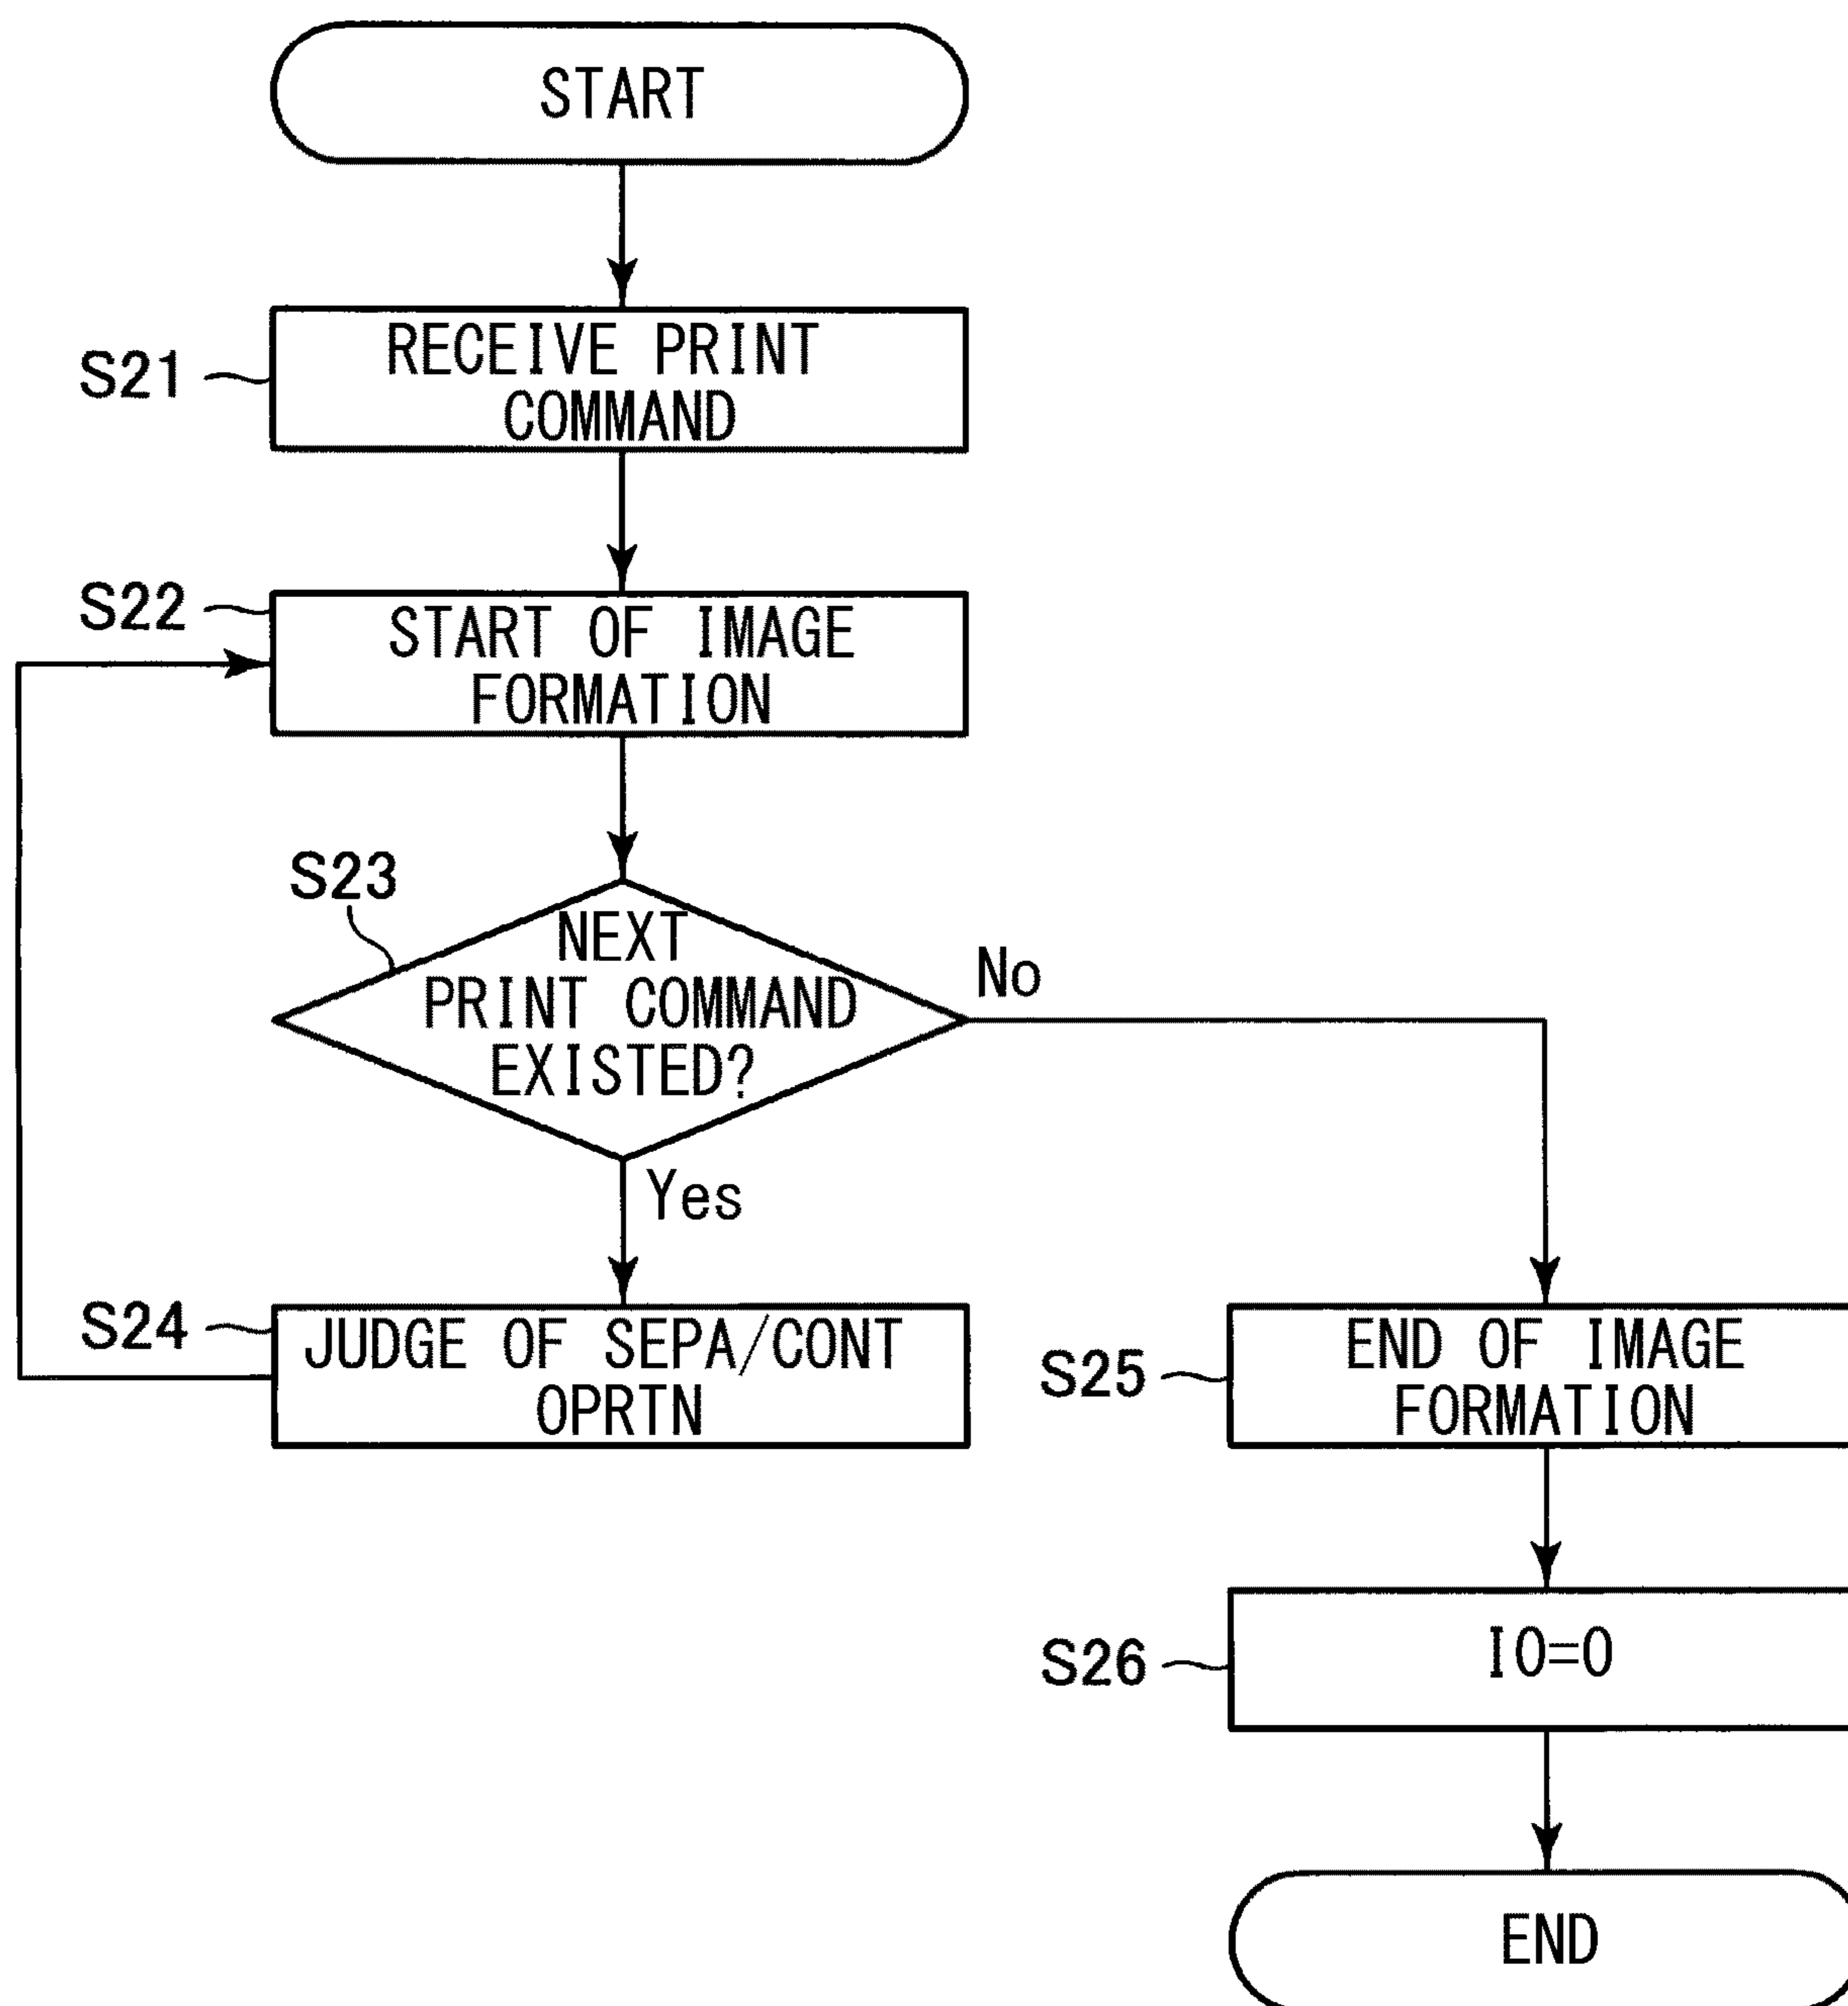 START
S21
RECEIVE PRINT
COMMAND
S22
START OF IMAGE
FORMATION
S23
NEXT
PRINT COMMAND
EXISTED?
No
Yes
S24
JUDGE OF SEPA/CONT
OPRTN
S25
END OF IMAGE
FORMATION
S26
I0=0
END